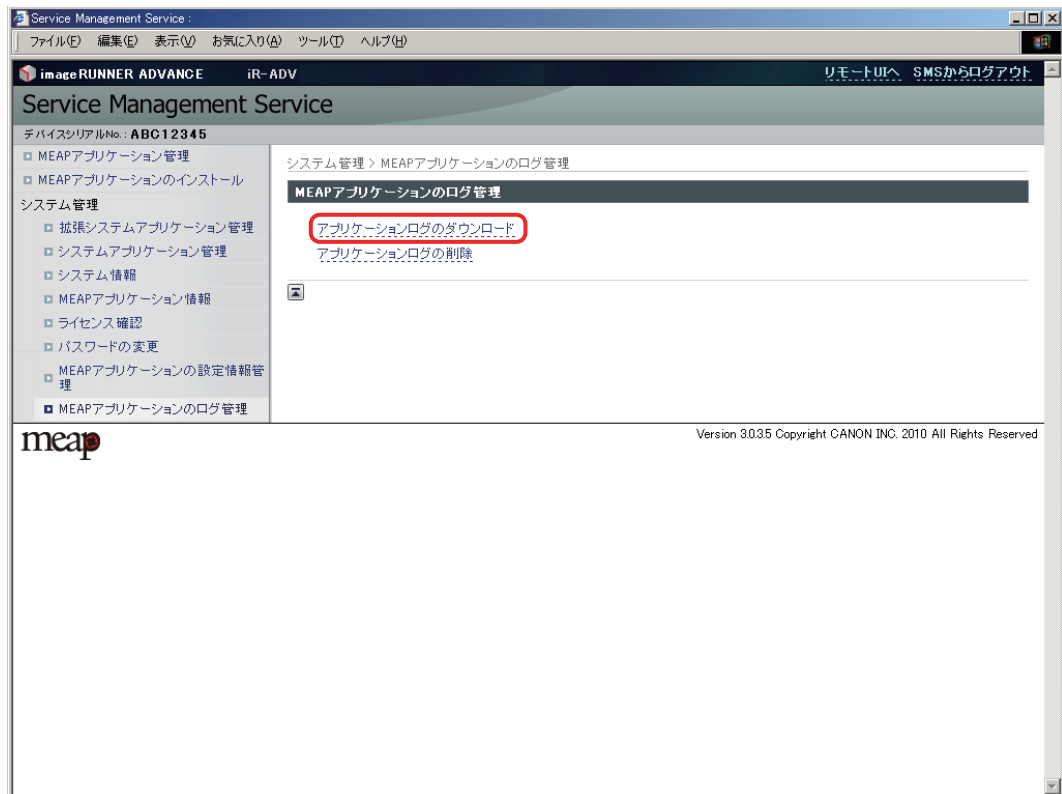 Service Management Service :
ファイル(F) 編集(E) 表示(V) お気に入り(A) ツール(T) ヘルプ(H)
imageRUNNER ADVANCE iR-ADV リモートUIへ SMSからログアウト
Service Management Service
デバイスシリアルNo.: ABC12345
MEAPアプリケーション管理
MEAPアプリケーションのインストール
システム管理
拡張システムアプリケーション管理
システムアプリケーション管理
システム情報
MEAPアプリケーション情報
ライセンス確認
パスワードの変更
MEAPアプリケーションの設定情報管
理
MEAPアプリケーションのログ管理
システム管理 > MEAPアプリケーションのログ管理
MEAPアプリケーションのログ管理
アプリケーションログのダウンロード
アプリケーションログの削除
meap
Version 3.0.3.5 Copyright CANON INC. 2010 All Rights Reserved